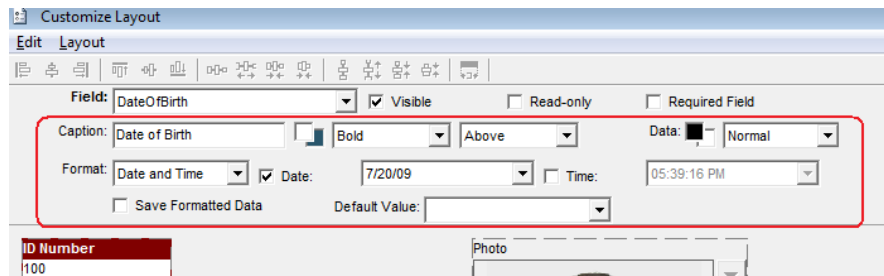 Customize Layout
Edit Layout
Field: DateOfBirth Visible Read-only Required Field
Caption: Date of Birth Bold Above Data: Normal
Format: Date and Time Date: 7/20/09 Time: 05:39:16 PM
Save Formatted Data Default Value:
ID Number Photo
100